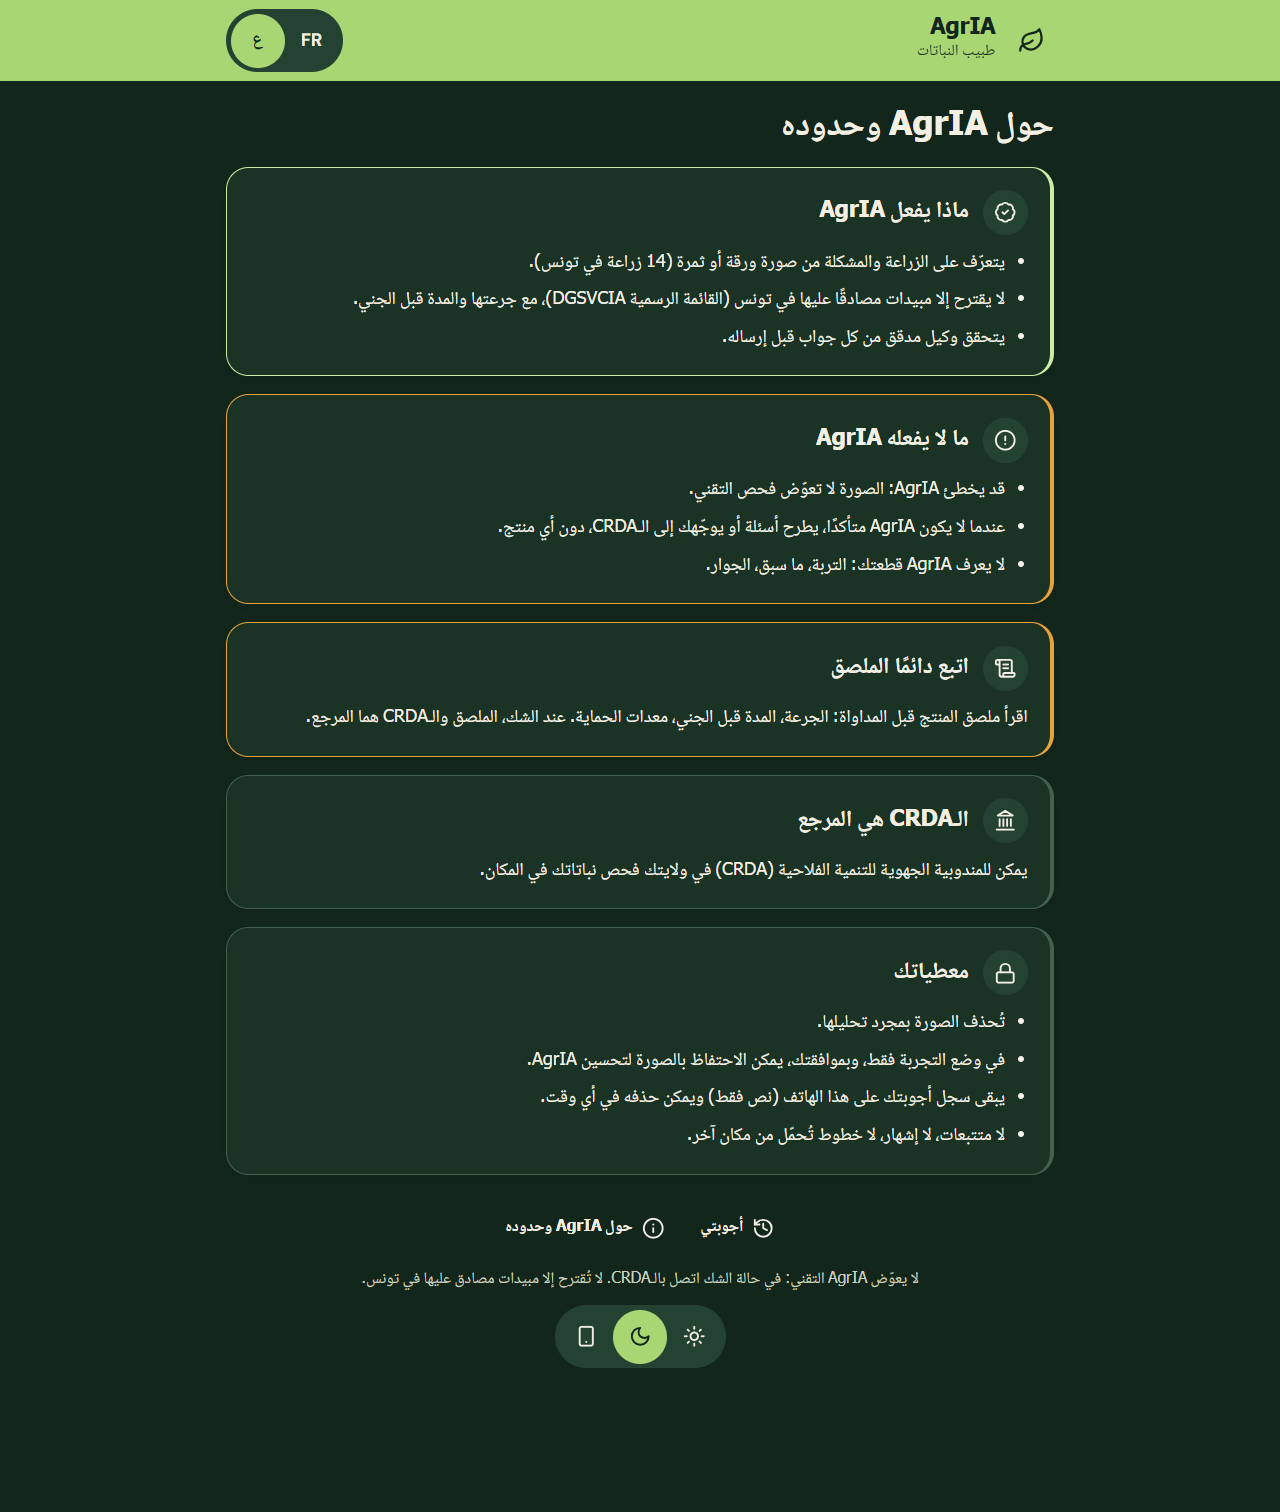 AgrIA
طبيب النباتات
FR
ع
حول AgrIA وحدوده
ماذا يفعل AgrIA
• يتعرّف على الزراعة والمشكلة من صورة ورقة أو ثمرة (14 زراعة في تونس).
• لا يقترح إلا مبيدات مصادقًا عليها في تونس (القائمة الرسمية DGSVCIA)، مع جرعتها والمدة قبل الجني.
• يتحقق وكيل مدقق من كل جواب قبل إرساله.
ما لا يفعله AgrIA
• قد يخطئ AgrIA: الصورة لا تعوّض فحص التقني.
• عندما لا يكون AgrIA متأكدًا، يطرح أسئلة أو يوجّهك إلى الـCRDA، دون أي منتج.
• لا يعرف AgrIA قطعتك: التربة، ما سبق، الجوار.
اتبع دائمًا الملصق
اقرأ ملصق المنتج قبل المداواة: الجرعة، المدة قبل الجني، معدات الحماية. عند الشك، الملصق والـCRDA هما المرجع.
الـCRDA هي المرجع
يمكن للمندوبية الجهوية للتنمية الفلاحية (CRDA) في ولايتك فحص نباتاتك في المكان.
معطياتك
• تُحذف الصورة بمجرد تحليلها.
• في وضع التجربة فقط، وبموافقتك، يمكن الاحتفاظ بالصورة لتحسين AgrIA.
• يبقى سجل أجوبتك على هذا الهاتف (نص فقط) ويمكن حذفه في أي وقت.
• لا متتبعات، لا إشهار، لا خطوط تُحمّل من مكان آخر.
أجوبتي
حول AgrIA وحدوده
لا يعوّض AgrIA التقني: في حالة الشك اتصل بالـCRDA. لا تُقترح إلا مبيدات مصادق عليها في تونس.